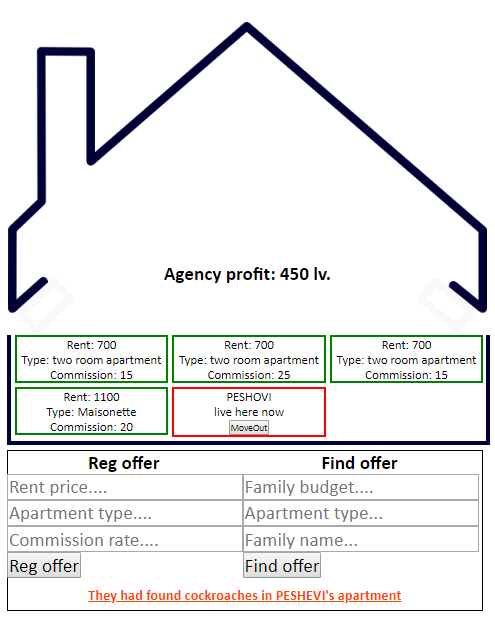 Agency profit: 450 lv.
Rent: 700
Type: two room apartment
Commission: 15
Rent: 700
Type: two room apartment
Commission: 25
Rent: 700
Type: two room apartment
Commission: 15
Rent: 1100
Type: Maisonette
Commission: 20
PESHOVI
live here now
MoveOut
Reg offer
Rent price....
Apartment type....
Commission rate....
Reg offer
Find offer
Family budget....
Apartment type...
Family name...
Find offer
They had found cockroaches in PESHEVI's apartment